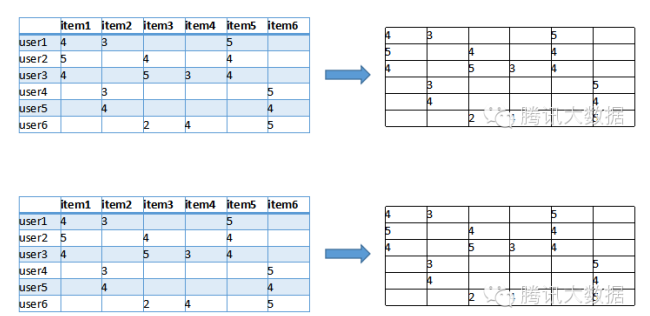 item1 item2 item3 item4 item5 item6
user1 4 3 5
user2 5 4 4
user3 4 5 3 4
user4 3 5
user5 4 4
user6 2 4 5
4 3 5
5 4 4
4 5 3 4
3 5
4 4
2 5
腾讯大数据
item1 item2 item3 item4 item5 item6
user1 4 3 5
user2 5 4 4
user3 4 5 3 4
user4 3 5
user5 4 4
user6 2 4 5
4 3 5
5 4 4
4 5 3 4
3 5
4 4
2 5
腾讯大数据